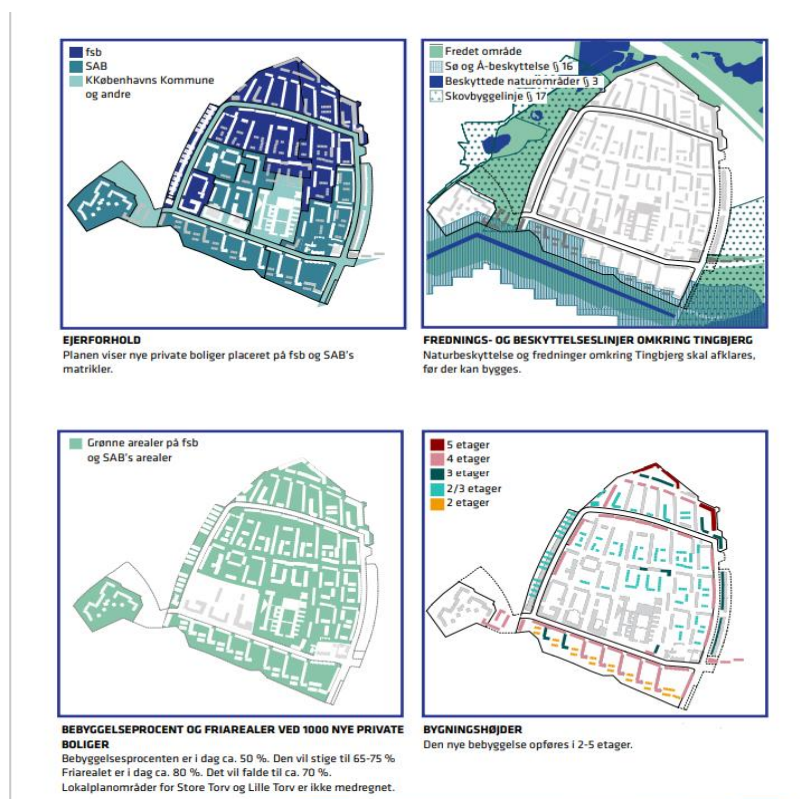 fsb
SAB
KKøbenhavns Kommune
og andre
EJERFORHOLD
Planen viser nye private boliger placeret på fsb og SAB's
matrikler.
Fredet område
Sø og Å-beskyttelse § 16
Beskyttede naturområder § 3
Skovbyggelinje § 17
FREDNINGS- OG BESKYTTELSESLINJER OMKRING TINGBJERG
Naturbeskyttelse og fredninger omkring Tingbjerg skal afklares,
før der kan bygges.
Grønne arealer på fsb
og SAB's arealer
BEBYGGELSEPROCENT OG FRIAREALER VED 1000 NYE PRIVATE
BOLIGER
Bebyggelsesprocenten er i dag ca. 50 %. Den vil stige til 65-75 %
Friarealet er i dag ca. 80 %. Det vil falde til ca. 70 %.
Lokalplanområder for Store Torv og Lille Torv er ikke medregnet.
5 etager
4 etager
3 etager
2/3 etager
2 etager
BYGNINGSHØJDER
Den nye bebyggelse opføres i 2-5 etager.